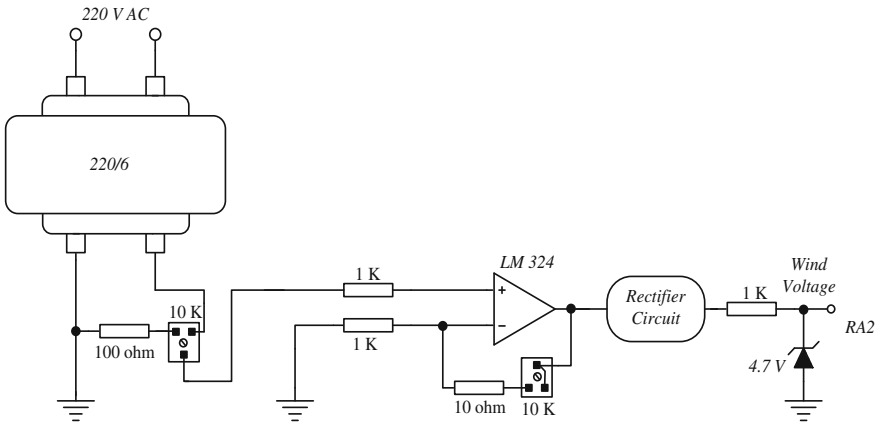 220 V AC
220/6
10 K
100 ohm
1 K
1 K
LM 324
+
−
10 ohm
10 K
Rectifier
Circuit
1 K
Wind
Voltage
RA2
4.7 V